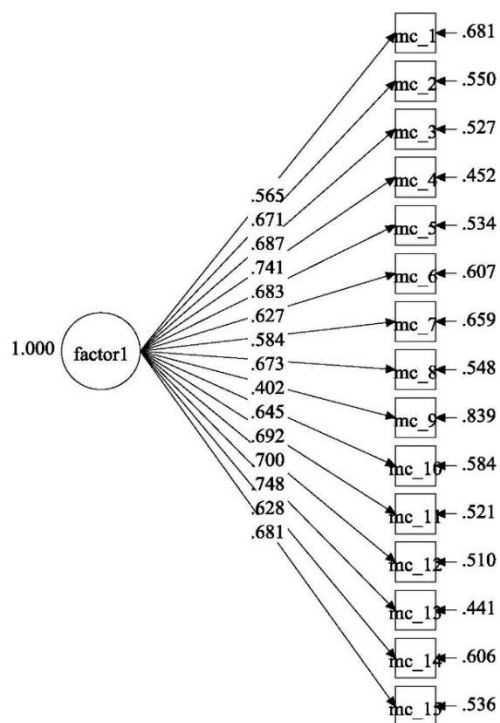 mc_1 .681
mc_2 .550
mc_3 .527
mc_4 .452
.565
mc_5 .534
.671
.687
mc_6 .607
.741
.683
mc_7 .659
.627
.584
1.000 factor1
mc_8 .548
.673
.402
mc_9 .839
.645
.692
mc_10 .584
.700
.748
mc_11 .521
.628
.681
mc_12 .510
mc_13 .441
mc_14 .606
mc_15 .536